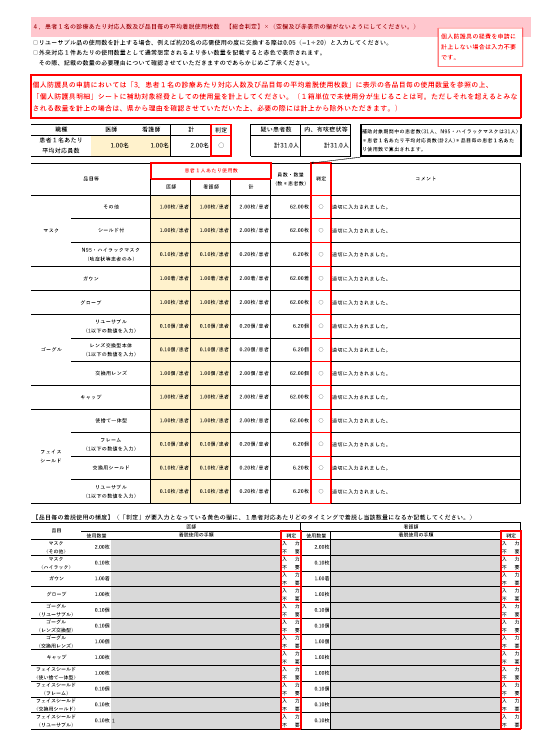 ４．患者１名の診療あたり対応人数及び品目毎の平均着脱使用枚数　【総合判定】×（空欄及び赤表示の欄がないようにしてください。）
個人防護具の経費を申請に
計上しない場合は入力不要
です。
□リユーサブル品の使用数を計上する場合、例えば約20名の応需使用の度に交換する際は0.05（=1÷20）と入力してください。
□外来対応１件あたりの使用数量として通常想定されるより多い数量を記載すると赤色で表示されます。
その際、記載の数量の必要理由について確認させていただきますのであらかじめご了承ください。
個人防護具の申請においては「3．患者１名の診療あたり対応人数及び品目毎の平均着脱使用枚数」に表示の各品目毎の使用数量を参照の上、
「個人防護具明細」シートに補助対象経費としての使用量を計上してください。（１箱単位で未使用分が生じることは可。ただしそれを超えるとみな
される数量を計上の場合は、県から理由を確認させていただいた上、必要の際には計上から除外いたします。）
職種　医師　看護師　計　判定
患者１名あたり
平均対応員数　1.00名　1.00名　2.00名　○
疑い患者数　内、有症状等
計31.0人　計31.0人
補助対象期間中の患者数(31人、N95・ハイラックマスクは31人)
×患者１名あたり平均対応員数(計2人)×品目毎の患者１名あた
り使用数で算出されます。
品目等　患者１人あたり使用数　員数・数量
(数×患者数)　判定　コメント
医師　看護師　計
マスク　その他　1.00枚/患者　1.00枚/患者　2.00枚/患者　62.00枚　○　適切に入力されました。
シールド付　1.00枚/患者　1.00枚/患者　2.00枚/患者　62.00枚　○　適切に入力されました。
N95・ハイラックマスク
（有症状等患者のみ）　0.10枚/患者　0.10枚/患者　0.20枚/患者　6.20枚　○　適切に入力されました。
ガウン　1.00着/患者　1.00着/患者　2.00着/患者　62.00着　○　適切に入力されました。
グローブ　1.00枚/患者　1.00枚/患者　2.00枚/患者　62.00枚　○　適切に入力されました。
ゴーグル　リユーサブル
（1以下の数値を入力）　0.10個/患者　0.10個/患者　0.20個/患者　6.20個　○　適切に入力されました。
レンズ交換型本体
（1以下の数値を入力）　0.10個/患者　0.10個/患者　0.20個/患者　6.20個　○　適切に入力されました。
交換用レンズ　1.00個/患者　1.00個/患者　2.00個/患者　62.00個　○　適切に入力されました。
キャップ　1.00枚/患者　1.00枚/患者　2.00枚/患者　62.00枚　○　適切に入力されました。
フェイス
シールド　使捨て一体型　1.00枚/患者　1.00枚/患者　2.00枚/患者　62.00枚　○　適切に入力されました。
フレーム
（1以下の数値を入力）　0.10個/患者　0.10個/患者　0.20個/患者　6.20個　○　適切に入力されました。
交換用シールド　0.10枚/患者　0.10枚/患者　0.20枚/患者　6.20枚　○　適切に入力されました。
リユーサブル
（1以下の数値を入力）　0.10枚/患者　0.10枚/患者　0.20枚/患者　6.20枚　○　適切に入力されました。
【品目毎の着脱使用の頻度】（「判定」が要入力となっている黄色の欄に、１患者対応あたりどのタイミングで着脱し当該数量になるか記載してください。）
品目　医師　看護師
使用数量　着脱使用の手順　判定　使用数量　着脱使用の手順　判定
マスク
（その他）　2.00枚　入力不要　2.00枚　入力不要
マスク
（ハイラック）　0.10枚　入力不要　0.10枚　入力不要
ガウン　1.00着　入力不要　1.00着　入力不要
グローブ　1.00枚　入力不要　1.00枚　入力不要
ゴーグル
（リユーサブル）　0.10個　入力不要　0.10個　入力不要
ゴーグル
（レンズ交換型）　0.10個　入力不要　0.10個　入力不要
ゴーグル
（交換用レンズ）　1.00個　入力不要　1.00個　入力不要
キャップ　1.00枚　入力不要　1.00枚　入力不要
フェイスシールド
（使い捨て一体型）　1.00枚　入力不要　1.00枚　入力不要
フェイスシールド
（フレーム）　0.10個　入力不要　0.10個　入力不要
フェイスシールド
（交換用シールド）　0.10枚　入力不要　0.10枚　入力不要
フェイスシールド
（リユーサブル）　0.10枚　1　入力不要　0.10枚　入力不要